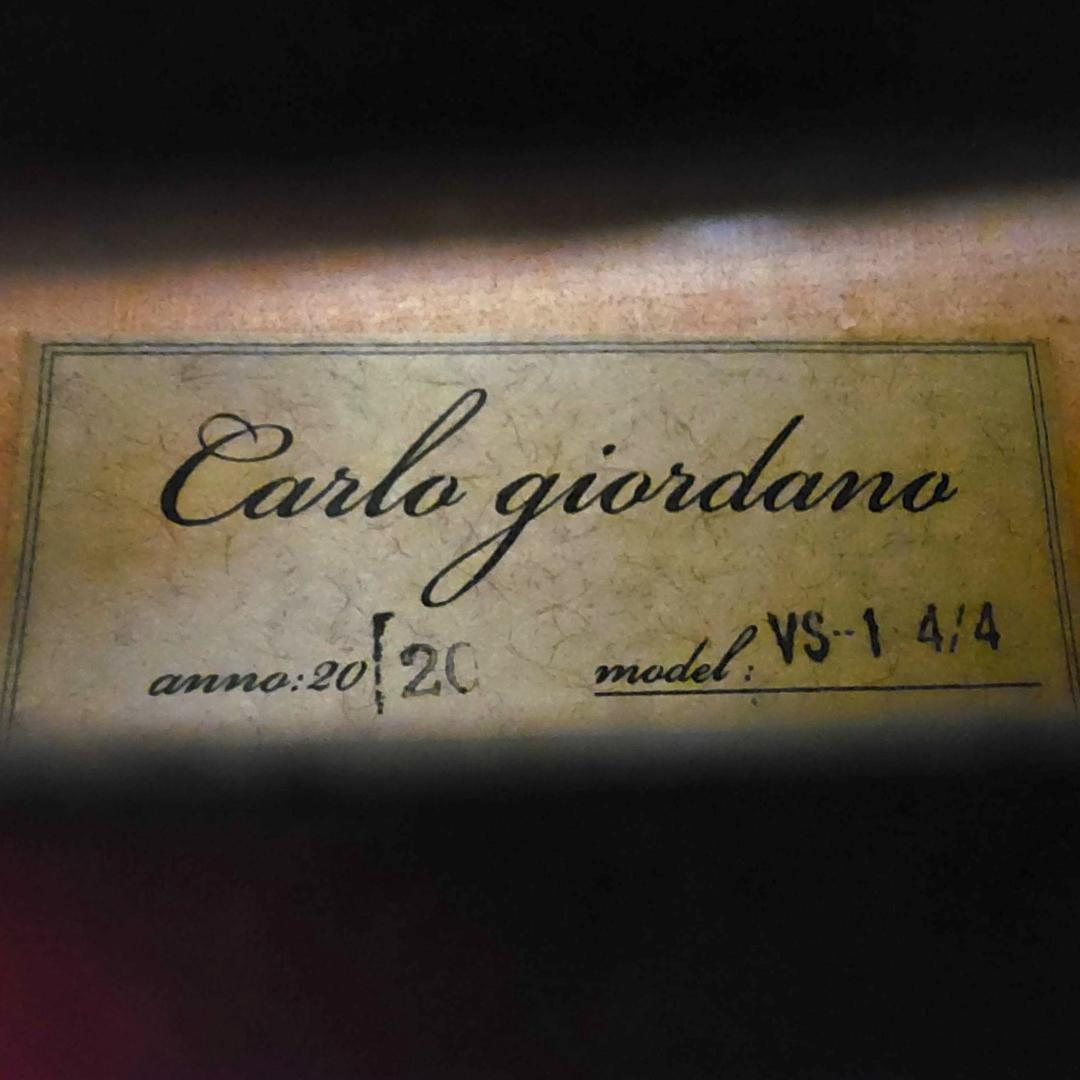 Carlo giordano
anno:20 20 model: VS-1 4/4